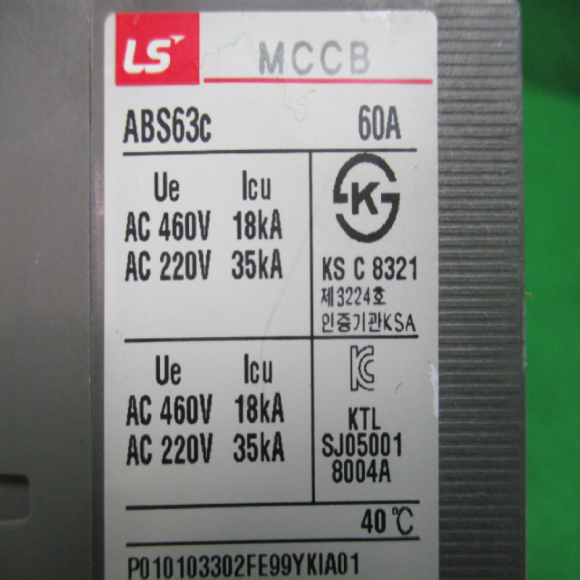 LS MCCB
ABS63c 60A
Ue Icu
AC 460V 18kA
AC 220V 35kA
KS C 8321
제3224호
인증기관KSA
Ue Icu
AC 460V 18kA
AC 220V 35kA
KTL
SJ05001
8004A
40℃
P010103302FE99YKIA01